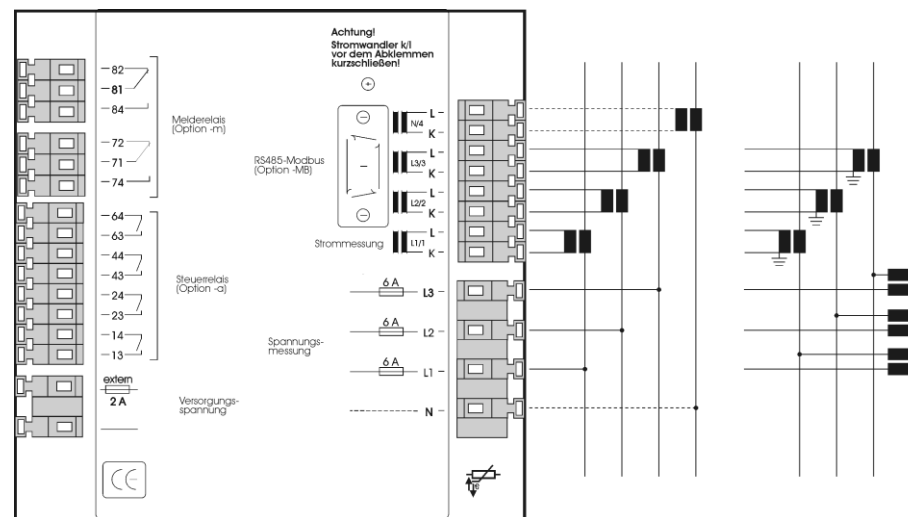 Achtung!
Stromwandler k/l
vor dem Abklemmen
kurzschließen!
82
81
84
Melderelais
(Option -m)
72
71
74
RS485-Modbus
(Option -MB)
L
N/4
K
L
L3/3
K
L
L2/2
K
L
L1/1
K
Strommessung
64
63
44
43
24
23
14
13
Steuerrelais
(Option -a)
6 A
L3
6 A
L2
6 A
L1
N
Spannungs-
messung
extern
2 A
Versorgungs-
spannung
CE